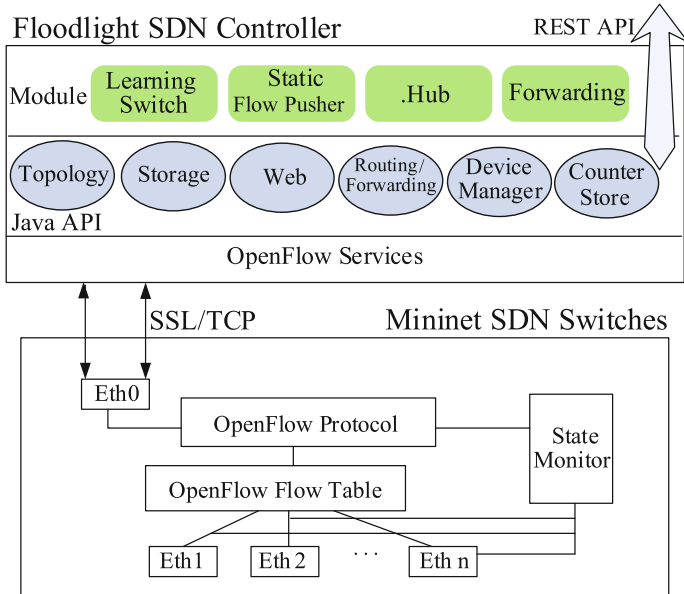 Floodlight SDN Controller
REST API
Module
Learning
Switch
Static
Flow Pusher
.Hub
Forwarding
Topology
Storage
Web
Routing/
Forwarding
Device
Manager
Counter
Store
Java API
OpenFlow Services
SSL/TCP
Mininet SDN Switches
Eth0
OpenFlow Protocol
State
Monitor
OpenFlow Flow Table
Eth1
Eth2
...
Eth n